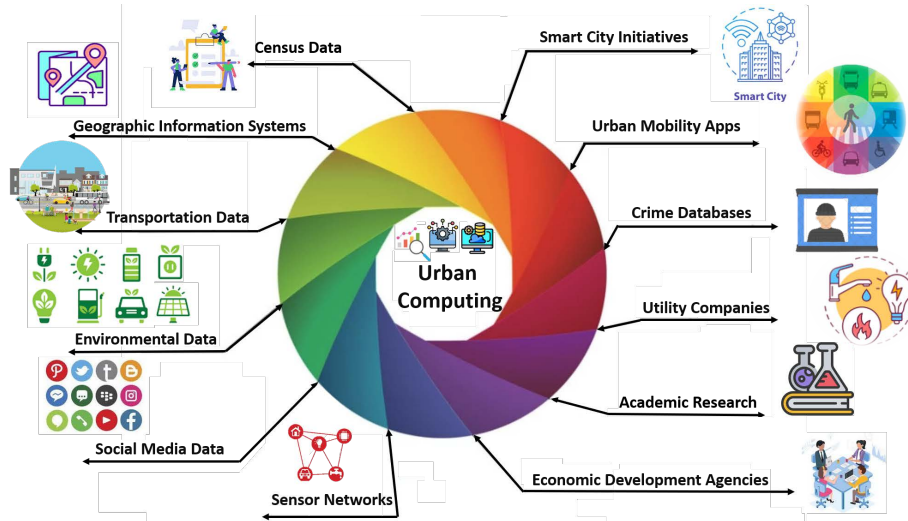 Census Data
Smart City Initiatives
Smart City
Geographic Information Systems
Urban Mobility Apps
Transportation Data
Crime Databases
Urban
Computing
Environmental Data
Utility Companies
Social Media Data
Academic Research
Sensor Networks
Economic Development Agencies